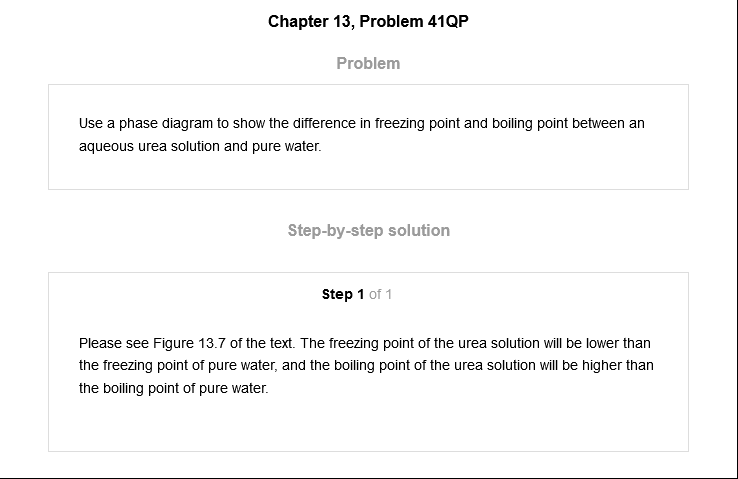 Chapter 13, Problem 41QP
Problem
Use a phase diagram to show the difference in freezing point and boiling point between an
aqueous urea solution and pure water.
Step-by-step solution
Step 1 of 1
Please see Figure 13.7 of the text. The freezing point of the urea solution will be lower than
the freezing point of pure water, and the boiling point of the urea solution will be higher than
the boiling point of pure water.